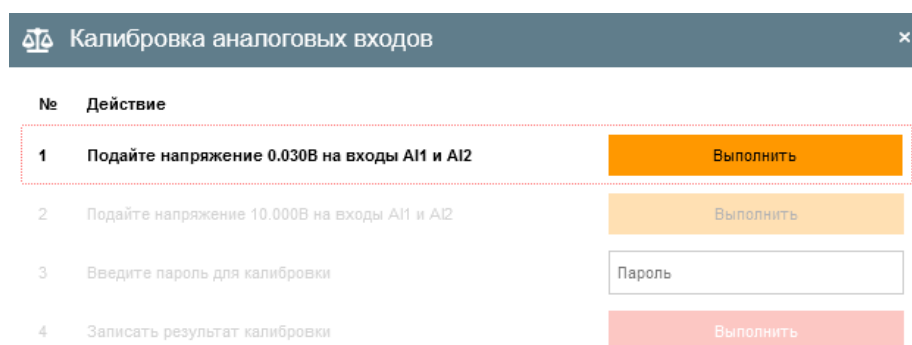 Калибровка аналоговых входов ×
№ Действие
1 Подайте напряжение 0.030В на входы AI1 и AI2 Выполнить
2 Подайте напряжение 10.000В на входы AI1 и AI2 Выполнить
3 Введите пароль для калибровки Пароль
4 Записать результат калибровки Выполнить